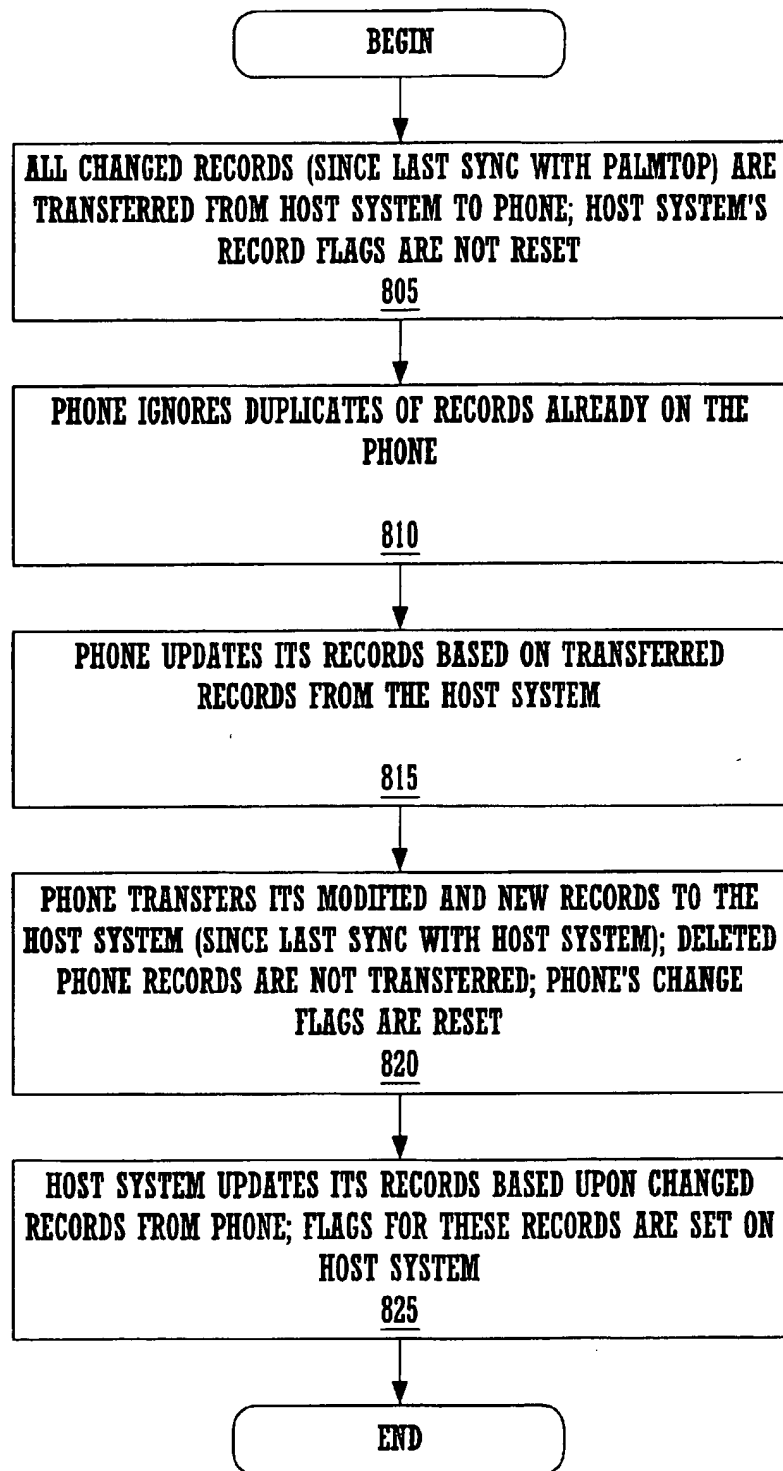 BEGIN
ALL CHANGED RECORDS (SINCE LAST SYNC WITH PALMTOP) ARE
TRANSFERRED FROM HOST SYSTEM TO PHONE; HOST SYSTEM'S
RECORD FLAGS ARE NOT RESET
805
PHONE IGNORES DUPLICATES OF RECORDS ALREADY ON THE
PHONE
810
PHONE UPDATES ITS RECORDS BASED ON TRANSFERRED
RECORDS FROM THE HOST SYSTEM
815
PHONE TRANSFERS ITS MODIFIED AND NEW RECORDS TO THE
HOST SYSTEM (SINCE LAST SYNC WITH HOST SYSTEM); DELETED
PHONE RECORDS ARE NOT TRANSFERRED; PHONE'S CHANGE
FLAGS ARE RESET
820
HOST SYSTEM UPDATES ITS RECORDS BASED UPON CHANGED
RECORDS FROM PHONE; FLAGS FOR THESE RECORDS ARE SET ON
HOST SYSTEM
825
END